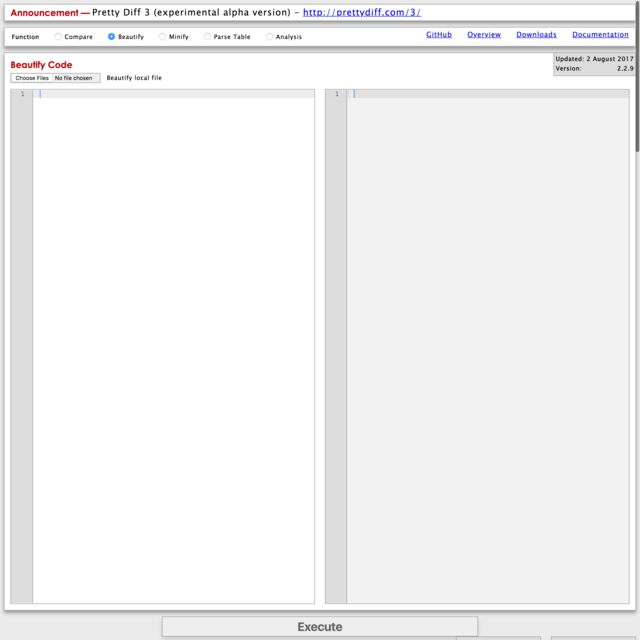 Announcement — Pretty Diff 3 (experimental alpha version) – http://prettydiff.com/3/
Function Compare Beautify Minify Parse Table Analysis GitHub Overview Downloads Documentation
Updated: 2 August 2017
Version: 2.2.9
Beautify Code
Choose Files No file chosen Beautify local file
1 1
Execute